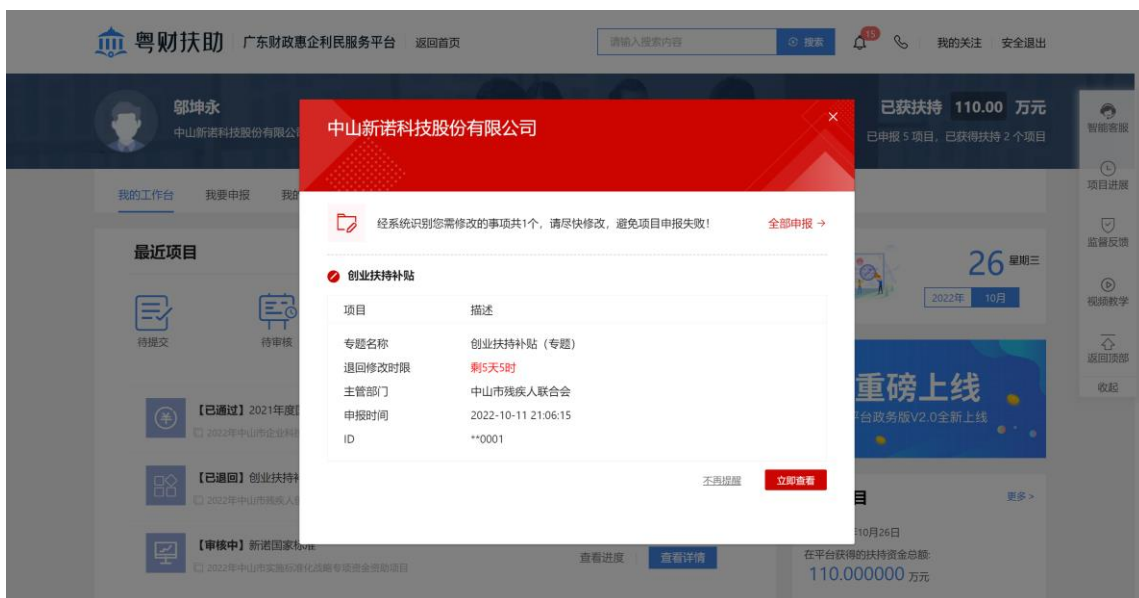 粤财扶助 广东财政惠企利民服务平台 返回首页 请输入搜索内容 搜索 15 我的关注 安全退出
邬坤永
中山新诺科技股份有限公
已获扶持 110.00 万元
已申报 5 项目，已获得扶持 2 个项目
智能客服
项目进展
监督反馈
视频教学
返回顶部
收起
我的工作台 我要申报 我的
中山新诺科技股份有限公司
经系统识别您需修改的事项共1个，请尽快修改，避免项目申报失败！ 全部申报 →
创业扶持补贴
项目 描述
专题名称 创业扶持补贴（专题）
退回修改时限 剩5天5时
主管部门 中山市残疾人联合会
申报时间 2022-10-11 21:06:15
ID **0001
不再提醒 立即查看
最近项目
待提交 待审核
【已通过】2021年度
2022年中山市企业科
【已退回】创业扶持补
2022年中山市残疾人
【审核中】新诺国家标准
2022年中山市实施标准化战略专项资金资助项目
查看进度 查看详情
26 星期三
2022年 10月
重磅上线
台政务版V2.0全新上线
目 更多 >
10月26日
在平台获得的扶持资金总额:
110.000000 万元